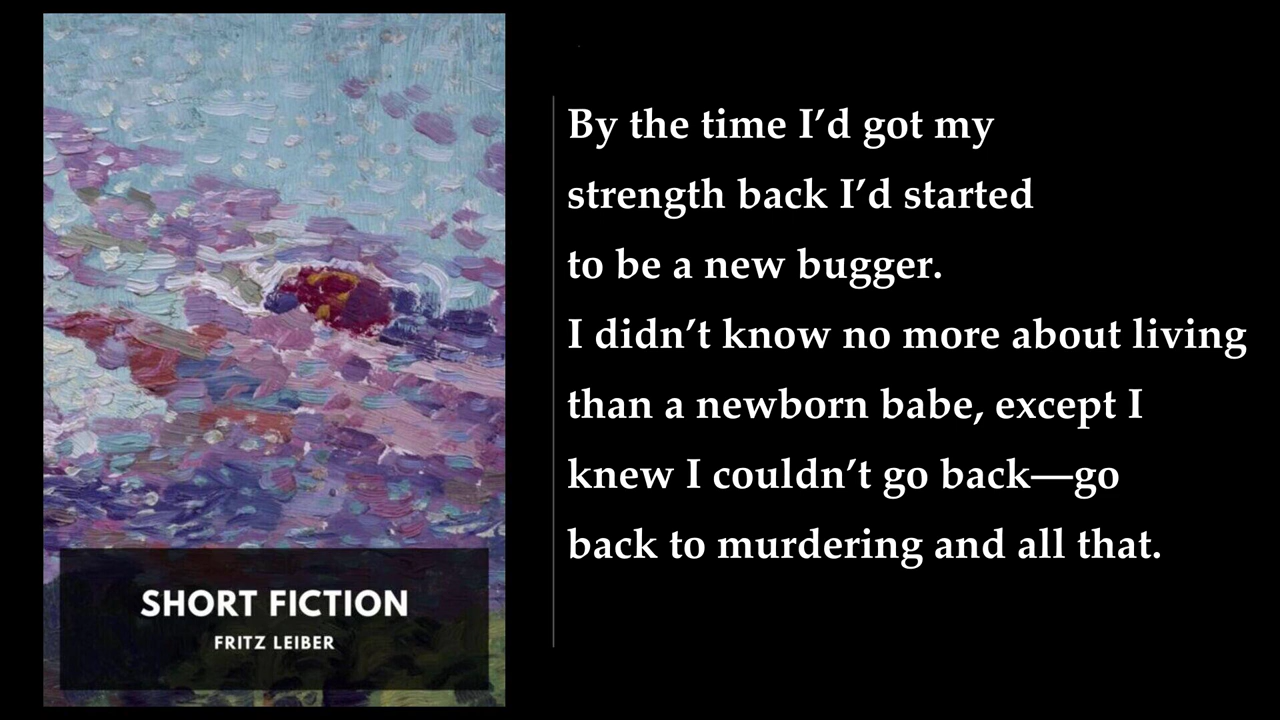 SHORT FICTION
FRITZ LEIBER
By the time I’d got my
strength back I’d started
to be a new bugger.
I didn’t know no more about living
than a newborn babe, except I
knew I couldn’t go back—go
back to murdering and all that.